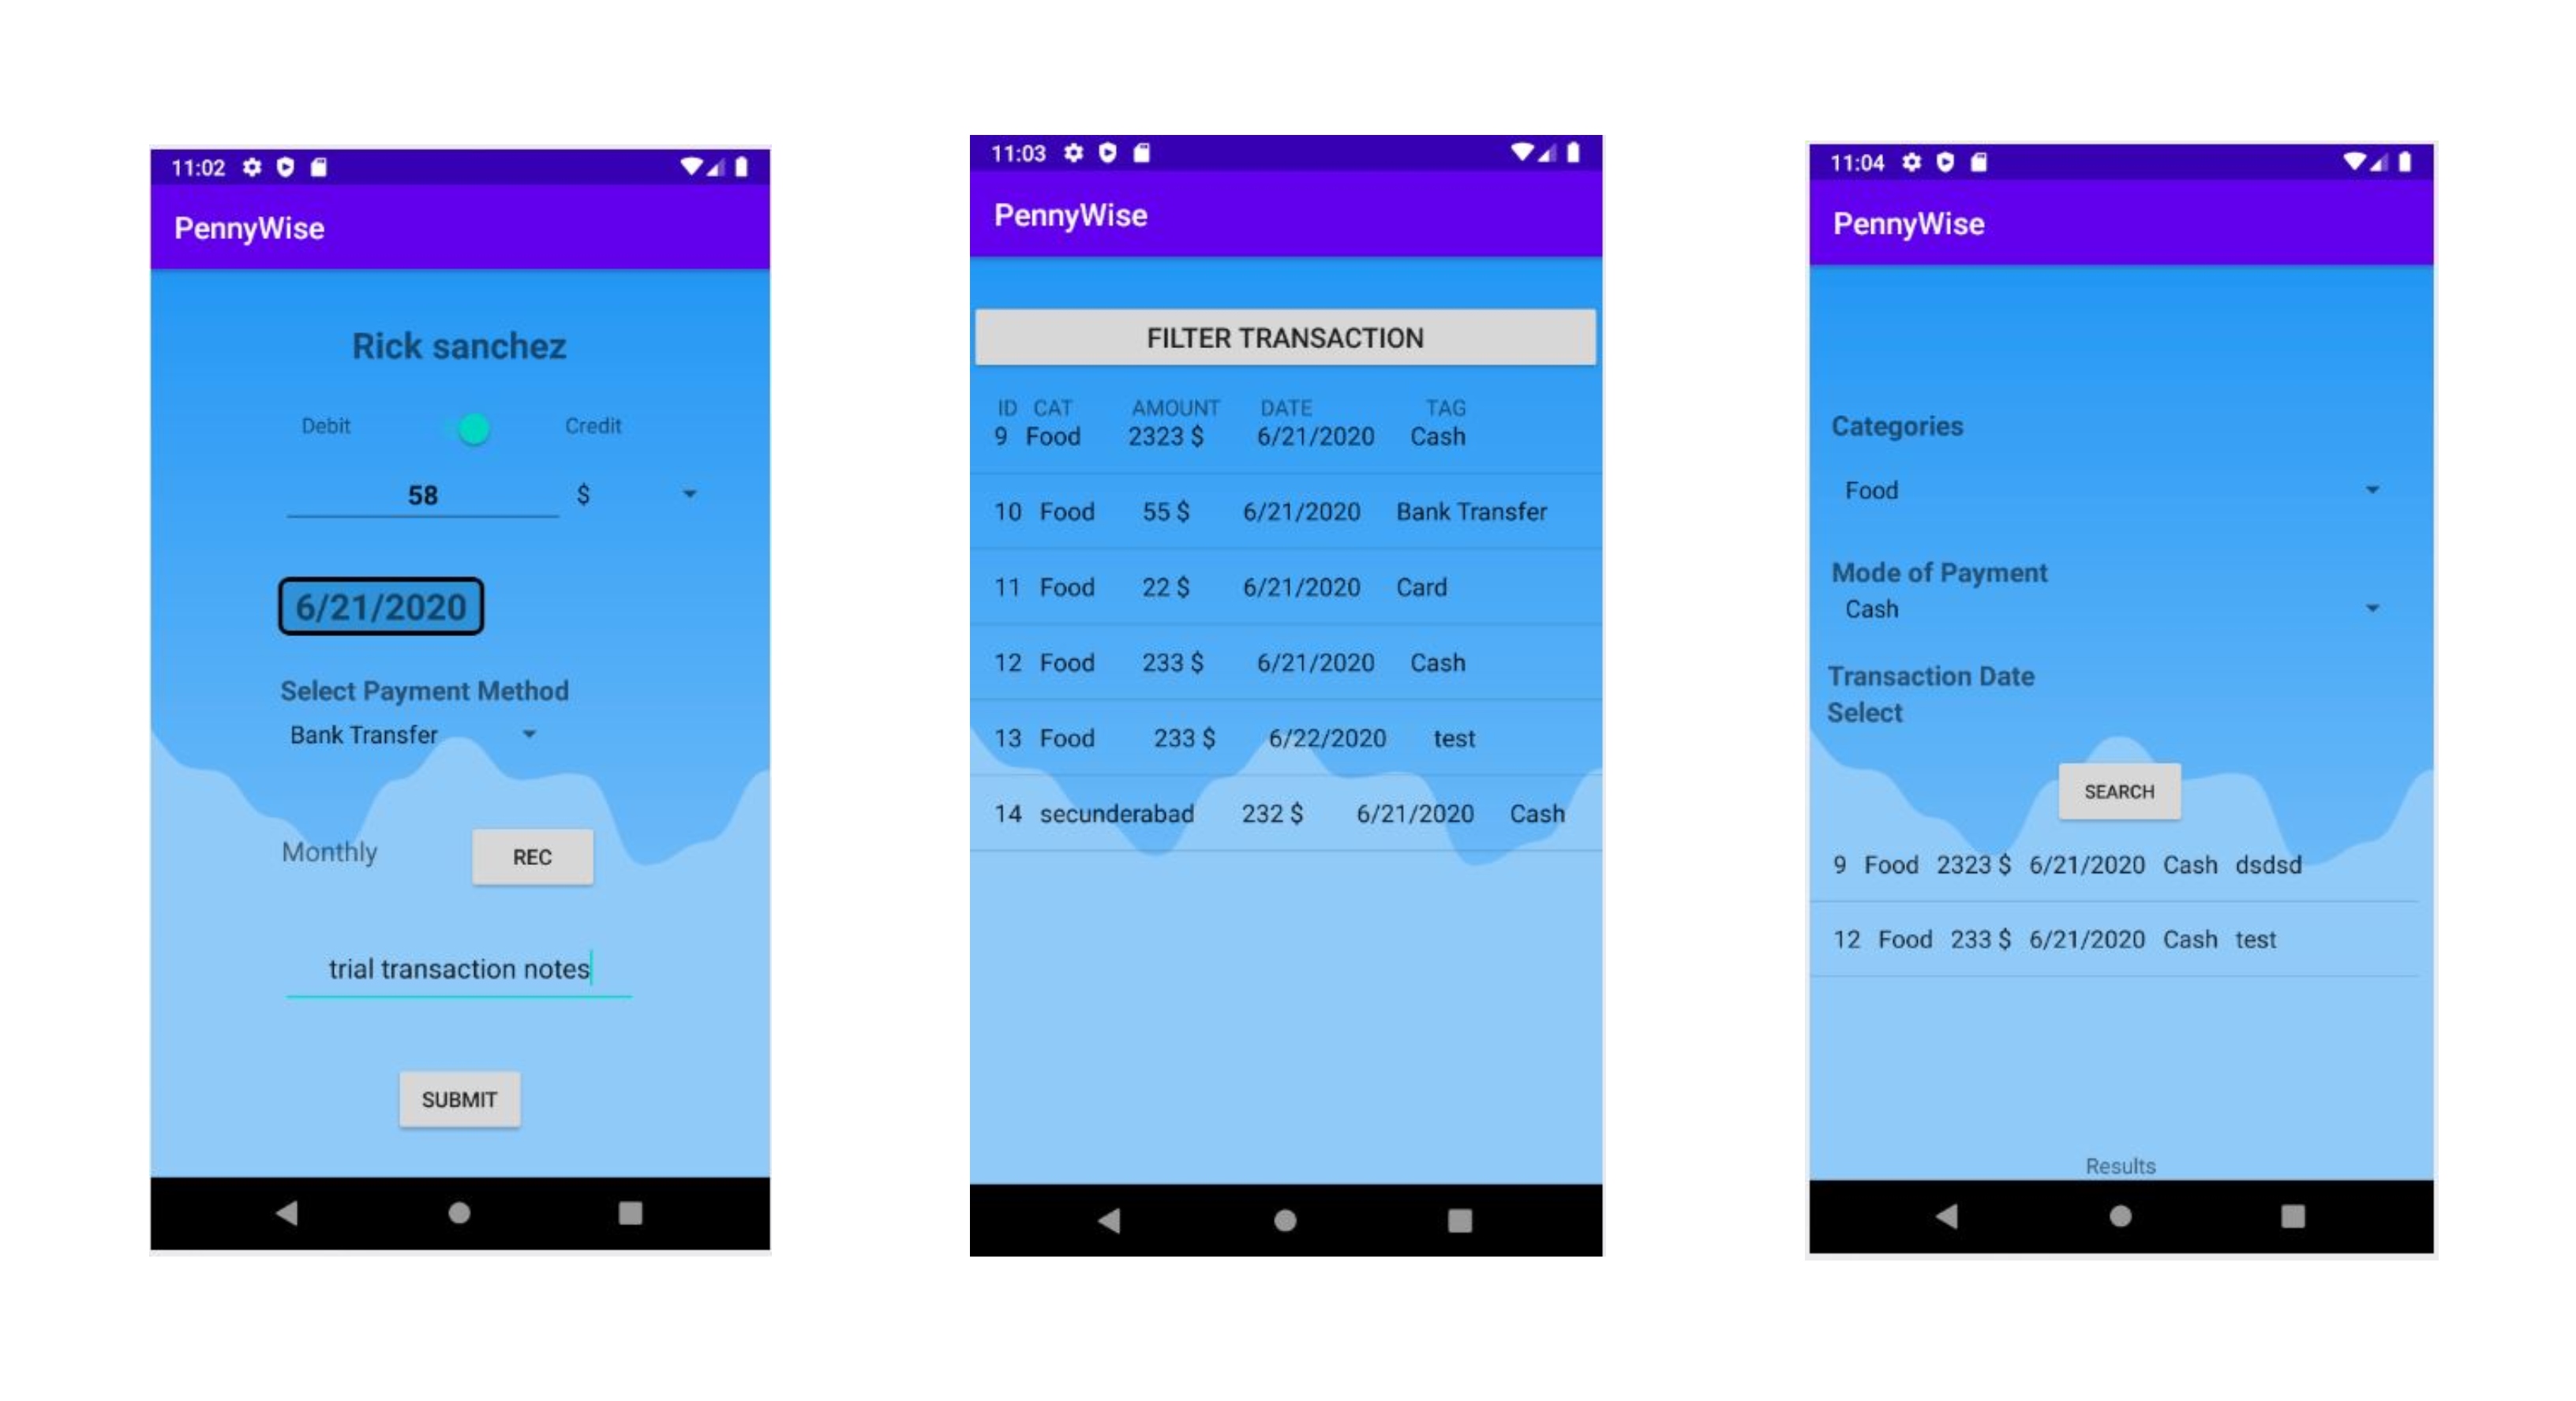 11:02
PennyWise
Rick sanchez
Debit Credit
58 $
6/21/2020
Select Payment Method
Bank Transfer
Monthly REC
trial transaction notes
SUBMIT
11:03
PennyWise
FILTER TRANSACTION
ID CAT AMOUNT DATE TAG
9 Food 2323 $ 6/21/2020 Cash
10 Food 55 $ 6/21/2020 Bank Transfer
11 Food 22 $ 6/21/2020 Card
12 Food 233 $ 6/21/2020 Cash
13 Food 233 $ 6/22/2020 test
14 secunderabad 232 $ 6/21/2020 Cash
11:04
PennyWise
Categories
Food
Mode of Payment
Cash
Transaction Date
Select
SEARCH
9 Food 2323 $ 6/21/2020 Cash dsdsd
12 Food 233 $ 6/21/2020 Cash test
Results